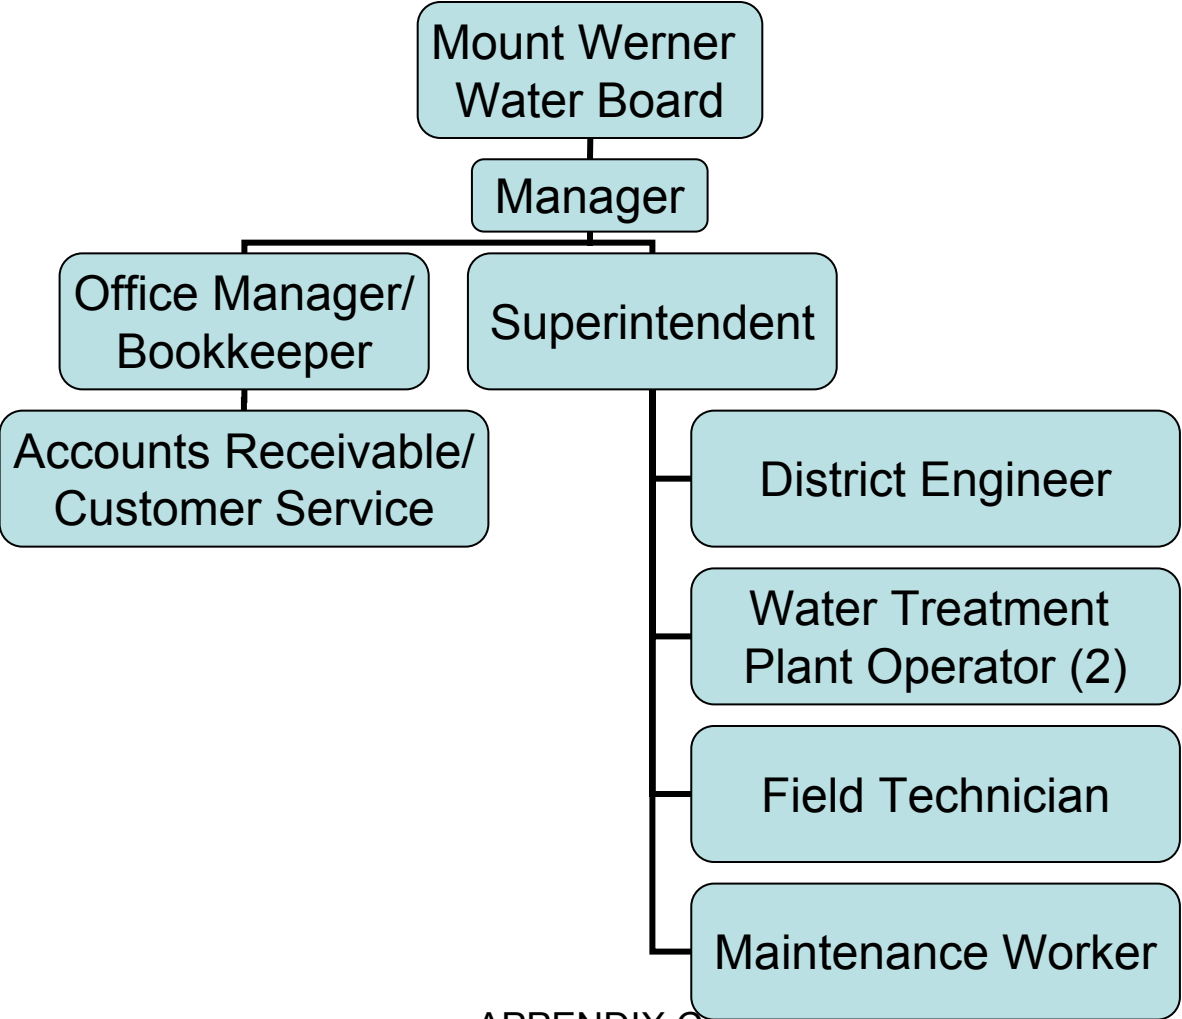 Mount Werner
Water Board
Manager
Office Manager/
Bookkeeper
Superintendent
Accounts Receivable/
Customer Service
District Engineer
Water Treatment
Plant Operator (2)
Field Technician
Maintenance Worker
APPENDIX C